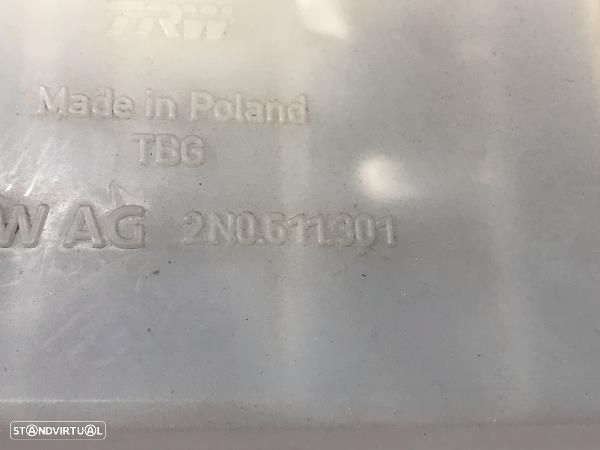 TRW
Made in Poland
TBG
W AG 2N0.611.301
STANDVIRTUAL